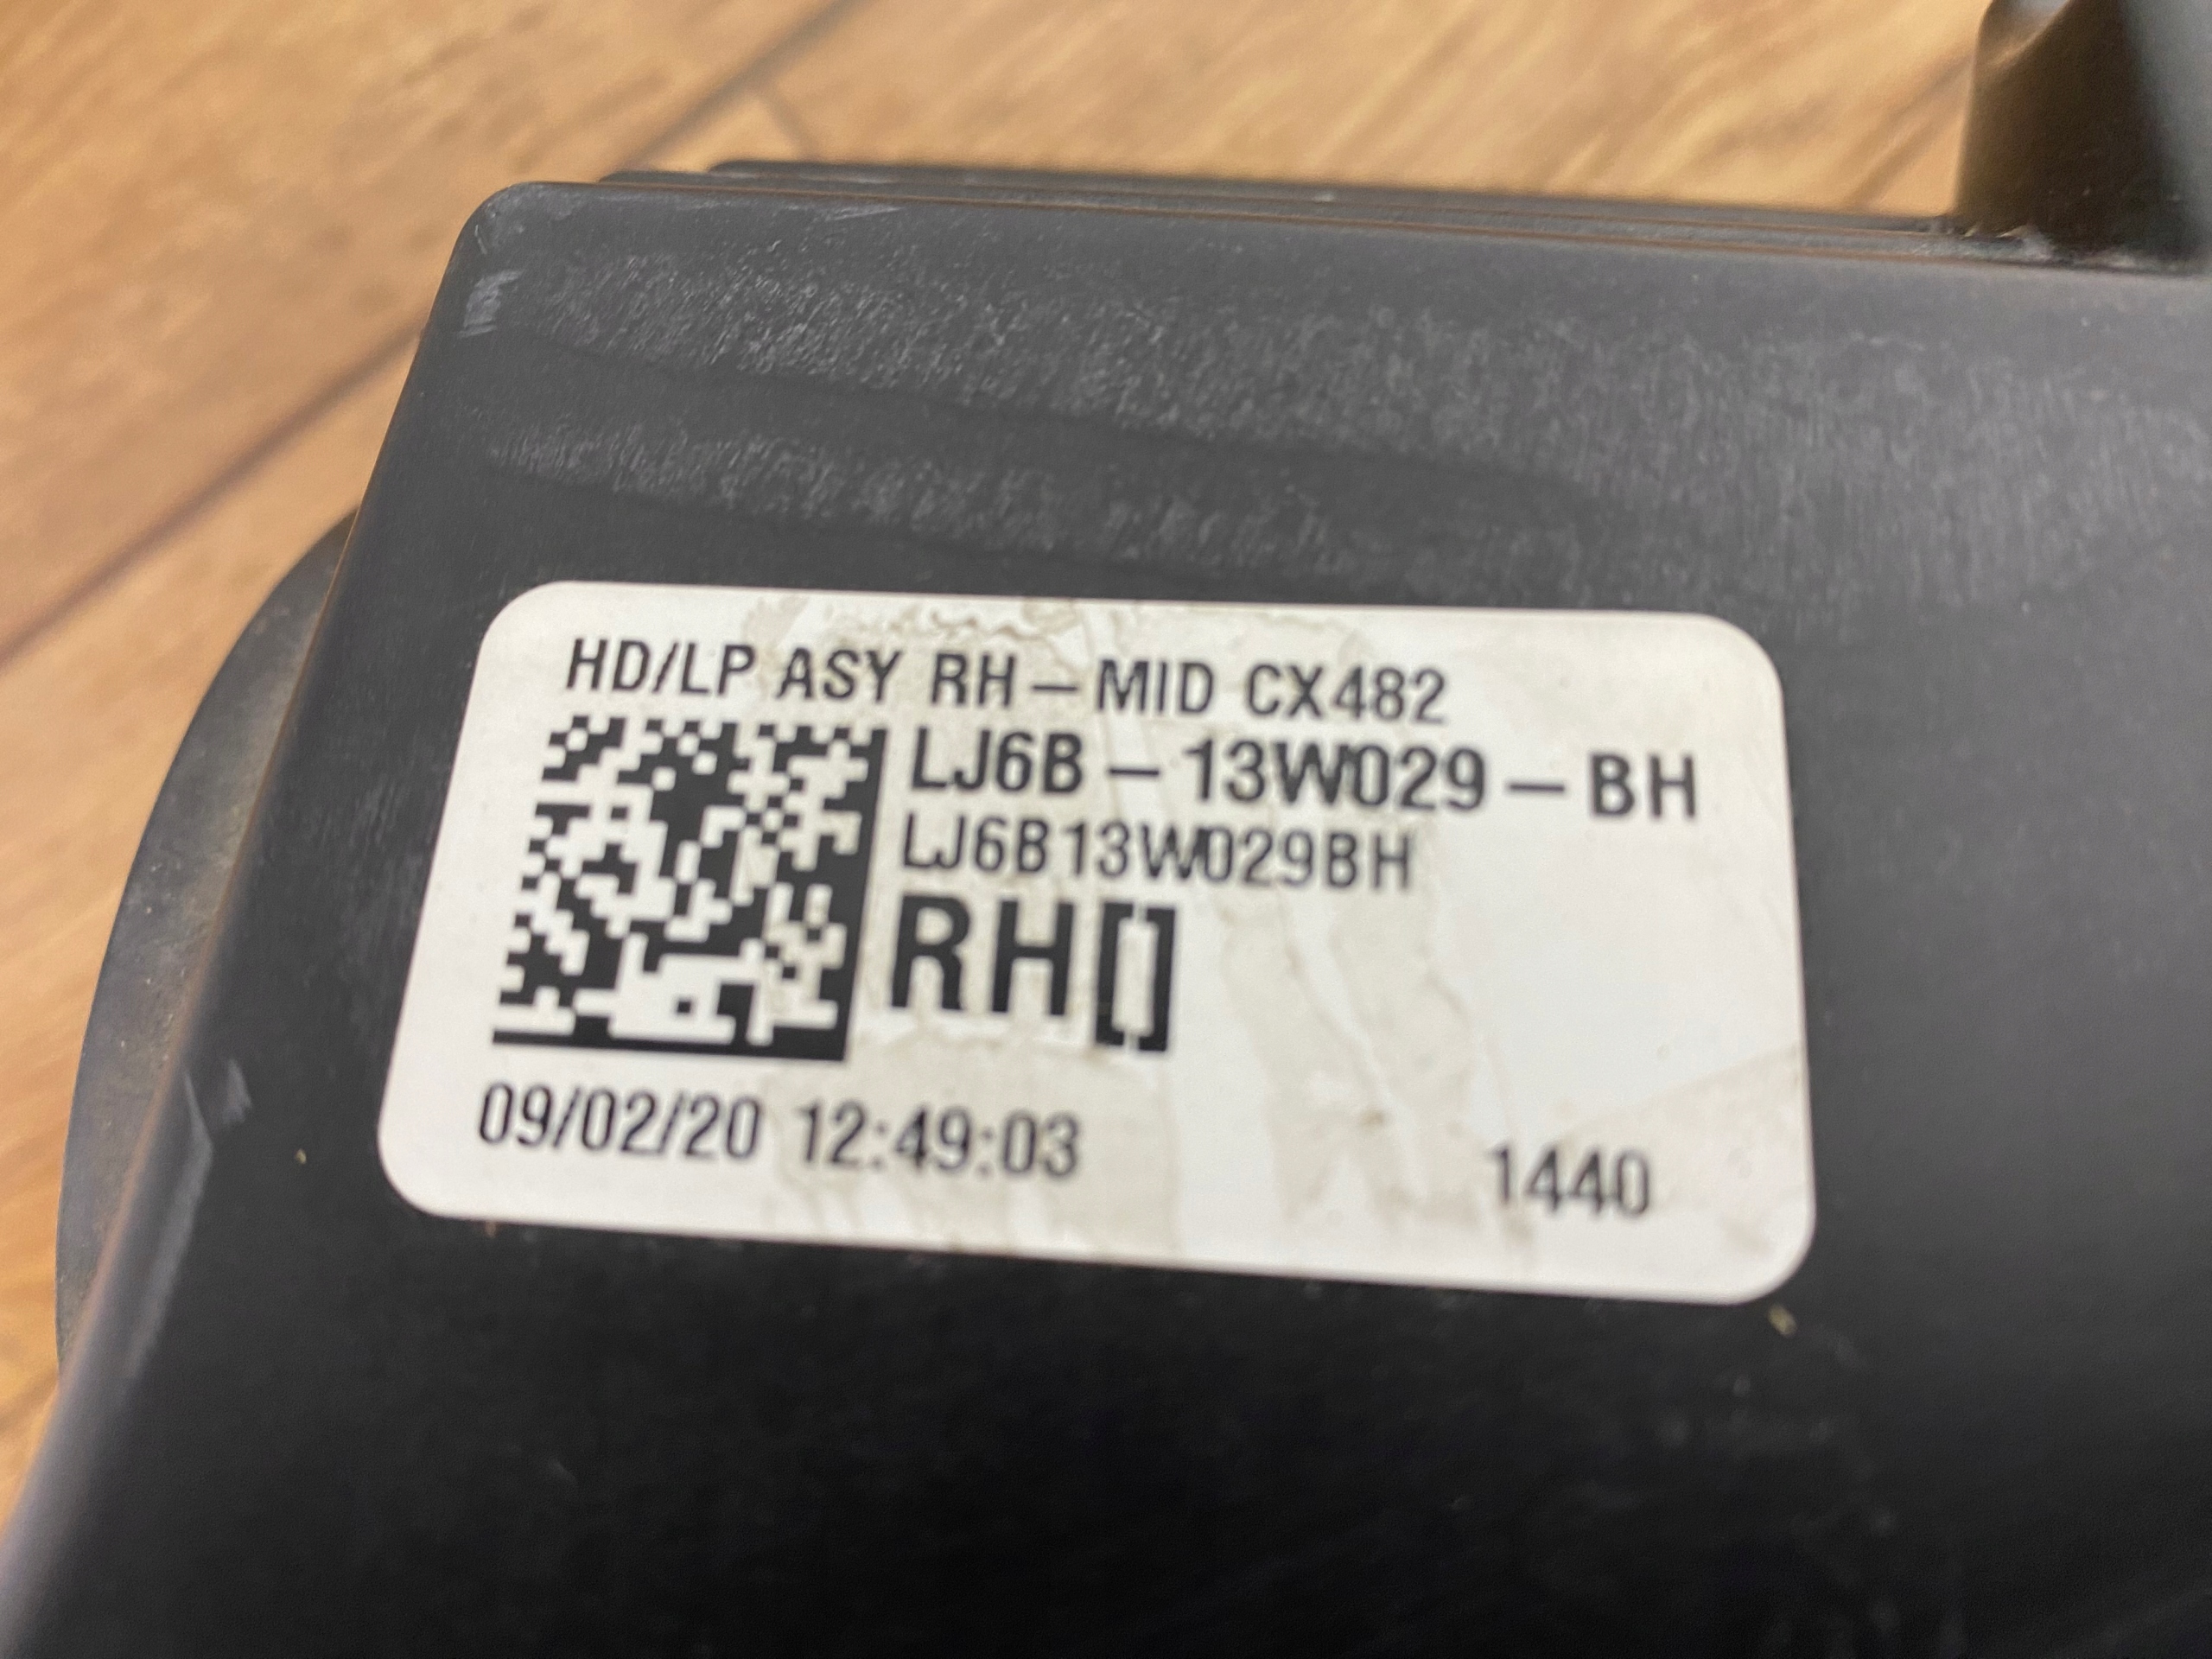 HD/LP ASY RH-MID CX482
LJ6B-13W029-BH
LJ6B13W029BH
RH[]
09/02/20 12:49:03
1440